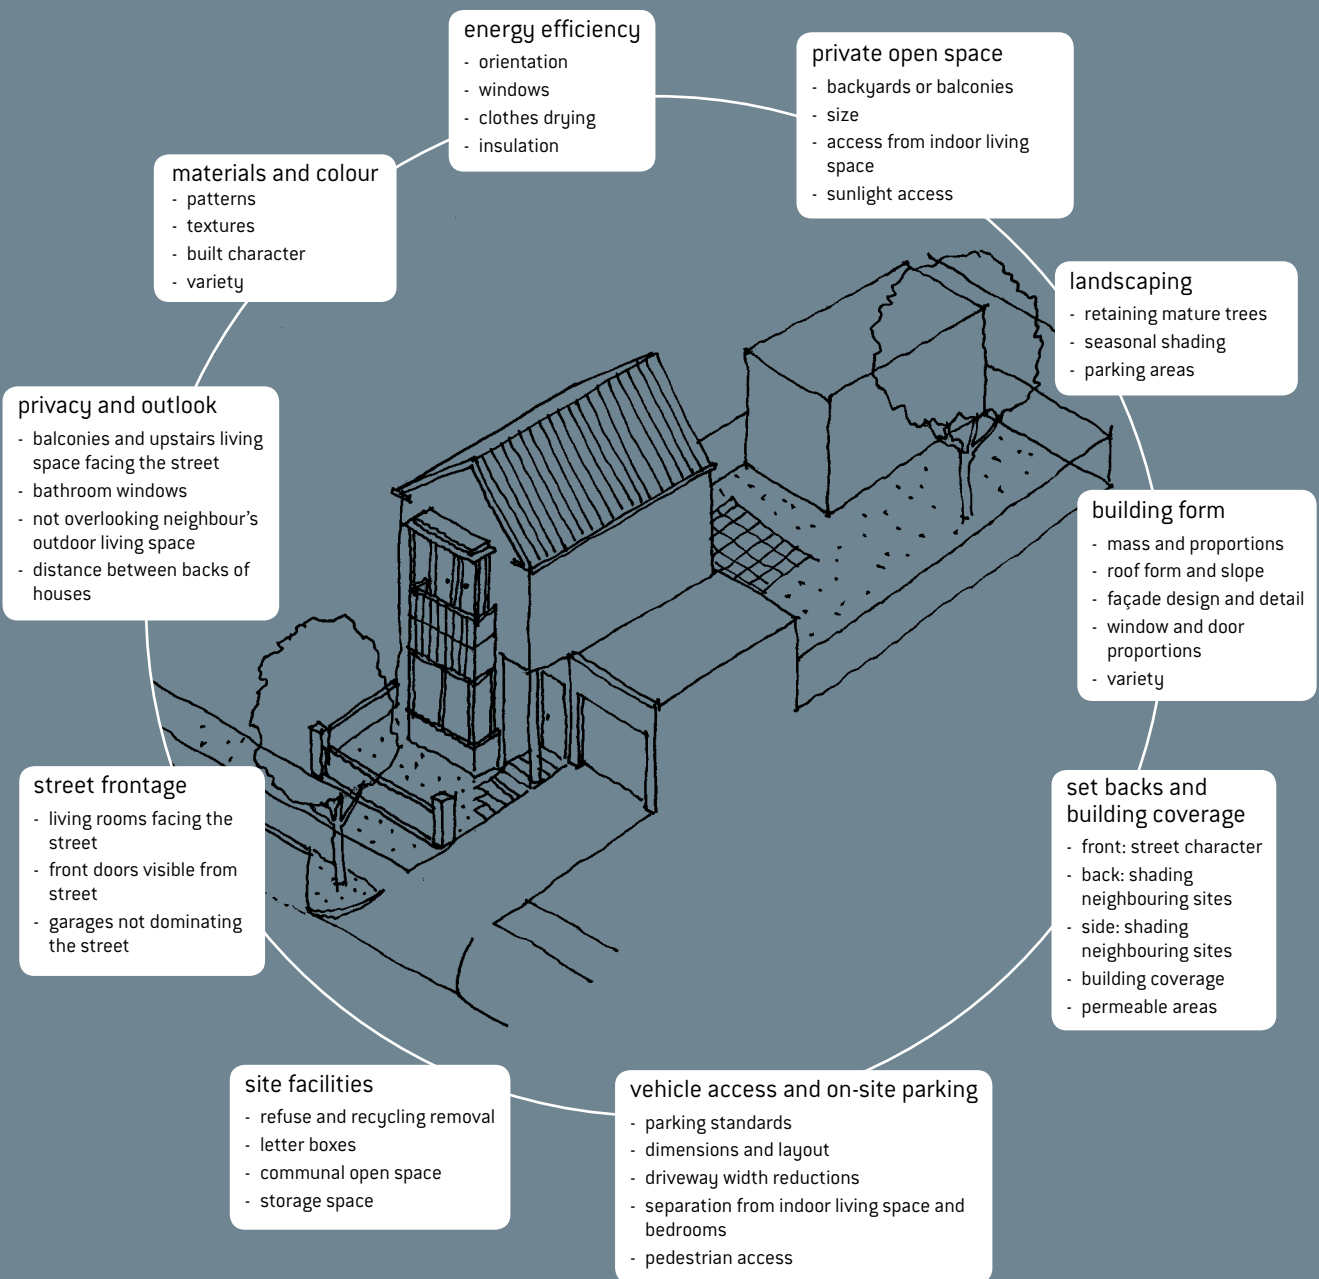 energy efficiency
- orientation
- windows
- clothes drying
- insulation
private open space
- backyards or balconies
- size
- access from indoor living
space
- sunlight access
materials and colour
- patterns
- textures
- built character
- variety
landscaping
- retaining mature trees
- seasonal shading
- parking areas
privacy and outlook
- balconies and upstairs living
space facing the street
- bathroom windows
- not overlooking neighbour's
outdoor living space
- distance between backs of
houses
building form
- mass and proportions
- roof form and slope
- façade design and detail
- window and door
proportions
- variety
street frontage
- living rooms facing the
street
- front doors visible from
street
- garages not dominating
the street
set backs and
building coverage
- front: street character
- back: shading
neighbouring sites
- side: shading
neighbouring sites
- building coverage
- permeable areas
site facilities
- refuse and recycling removal
- letter boxes
- communal open space
- storage space
vehicle access and on-site parking
- parking standards
- dimensions and layout
- driveway width reductions
- separation from indoor living space and
bedrooms
- pedestrian access